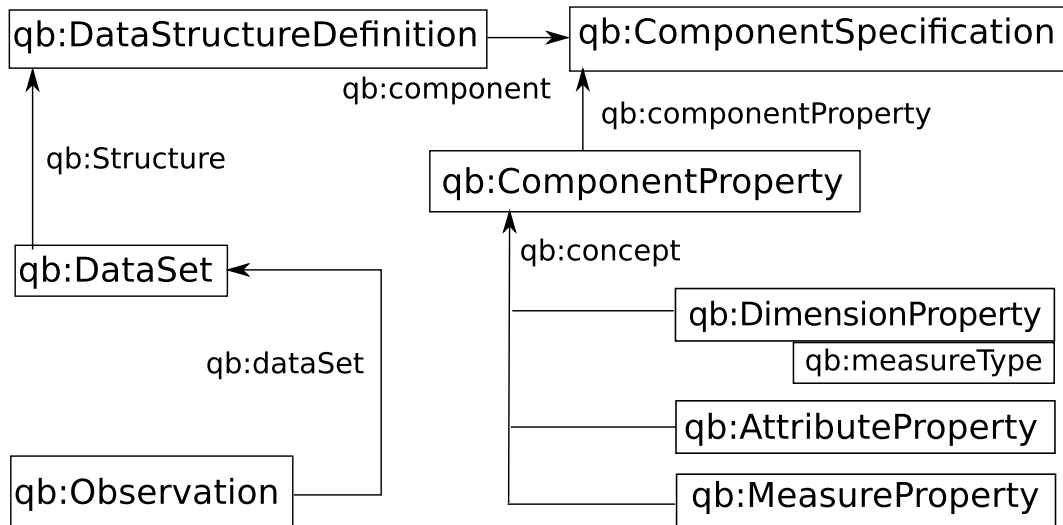 qb:DataStructureDefinition
qb:ComponentSpecification
qb:component
qb:componentProperty
qb:Structure
qb:ComponentProperty
qb:concept
qb:DataSet
qb:DimensionProperty
qb:measureType
qb:dataSet
qb:AttributeProperty
qb:Observation
qb:MeasureProperty